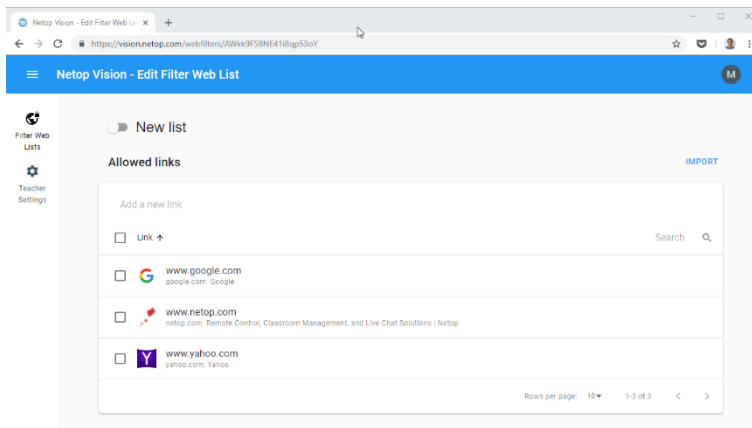 Netop Vision - Edit Filter Web Lis
https://vision.netop.com/webfilters/AWkk9FS8NE41i8qp53oY
Netop Vision - Edit Filter Web List
M
Filter Web
Lists
Teacher
Settings
New list
Allowed links
IMPORT
Add a new link
Link
Search
www.google.com
google.com: Google
www.netop.com
netop.com: Remote Control, Classroom Management, and Live Chat Solutions | Netop
Y
www.yahoo.com
yahoo.com: Yahoo
Rows per page: 10 1-3 of 3